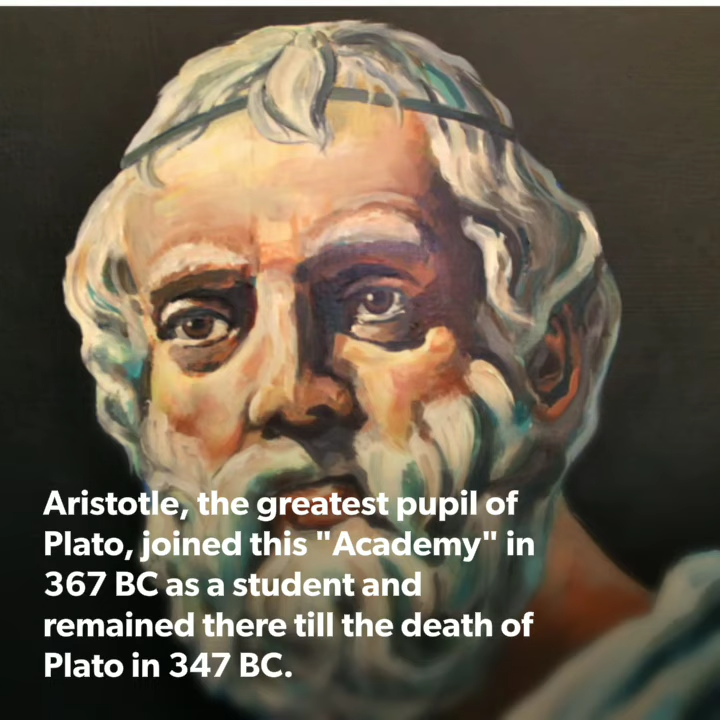 Aristotle, the greatest pupil of
Plato, joined this "Academy" in
367 BC as a student and
remained there till the death of
Plato in 347 BC.